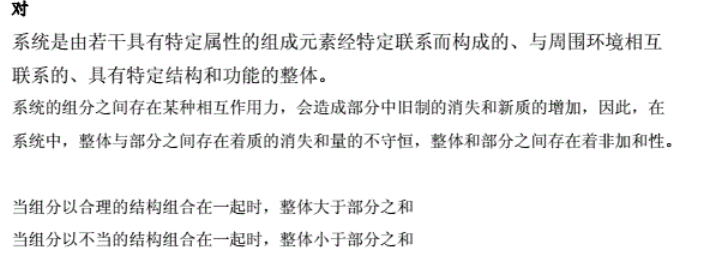 对
系统是由若干具有特定属性的组成元素经特定联系而构成的、与周围环境相互
联系的、具有特定结构和功能的整体。
系统的组分之间存在某种相互作用力，会造成部分中旧制的消失和新质的增加，因此，在
系统中，整体与部分之间存在着质的消失和量的不守恒，整体和部分之间存在着非加和性。
当组分以合理的结构组合在一起时，整体大于部分之和
当组分以不当的结构组合在一起时，整体小于部分之和